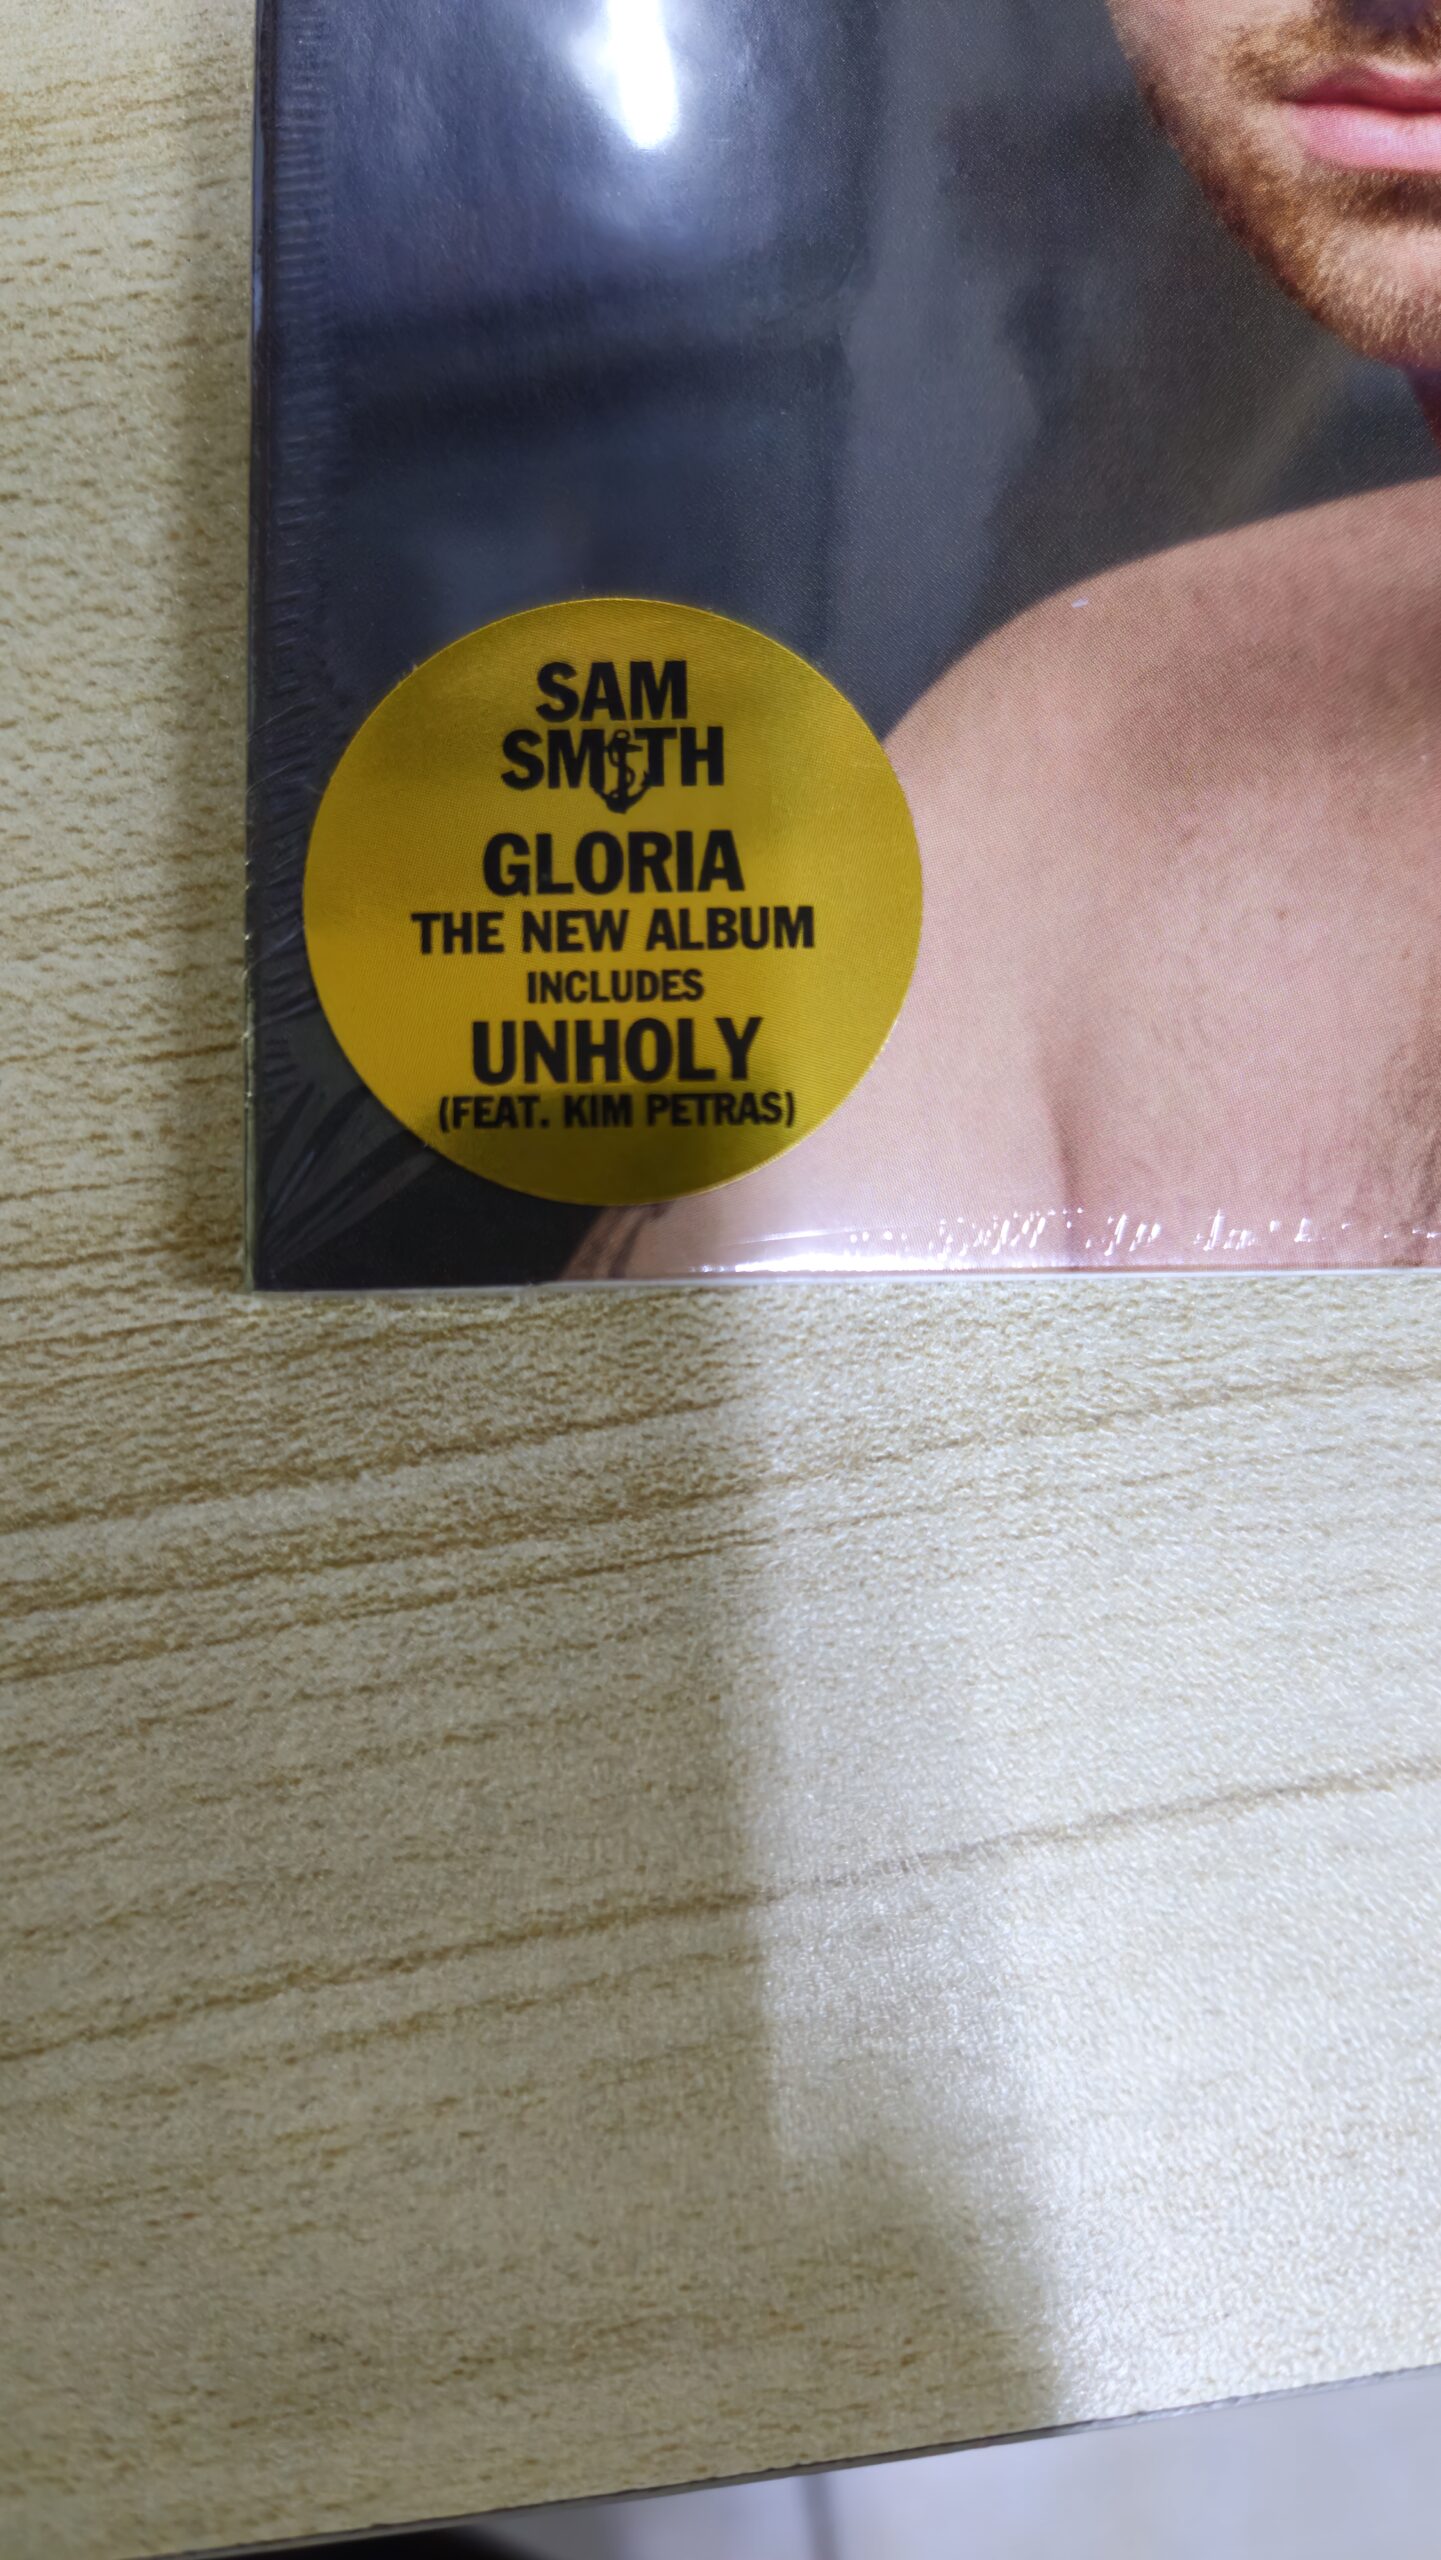 SAM
SMITH
GLORIA
THE NEW ALBUM
INCLUDES
UNHOLY
(FEAT. KIM PETRAS)